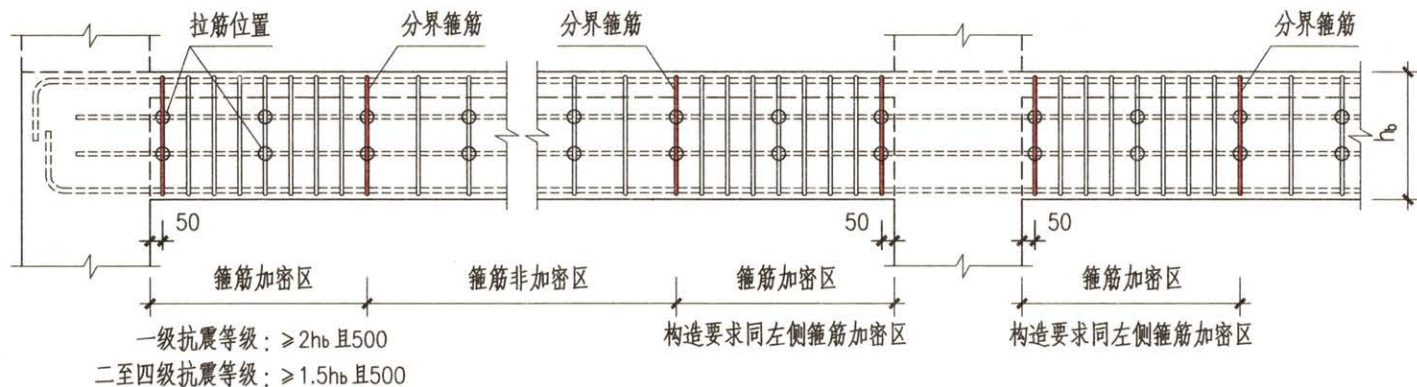 拉筋位置 分界箍筋 分界箍筋 分界箍筋
hb
50 50 50
箍筋加密区 箍筋非加密区 箍筋加密区 箍筋加密区
一级抗震等级：≥2hb且500 构造要求同左侧箍筋加密区 构造要求同左侧箍筋加密区
二至四级抗震等级：≥1.5hb且500